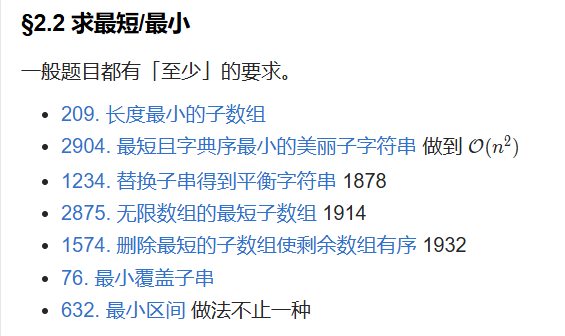 §2.2 求最短/最小
一般题目都有「至少」的要求。
• 209. 长度最小的子数组
• 2904. 最短且字典序最小的美丽子字符串 做到 O(n²)
• 1234. 替换子串得到平衡字符串 1878
• 2875. 无限数组的最短子数组 1914
• 1574. 删除最短的子数组使剩余数组有序 1932
• 76. 最小覆盖子串
• 632. 最小区间 做法不止一种